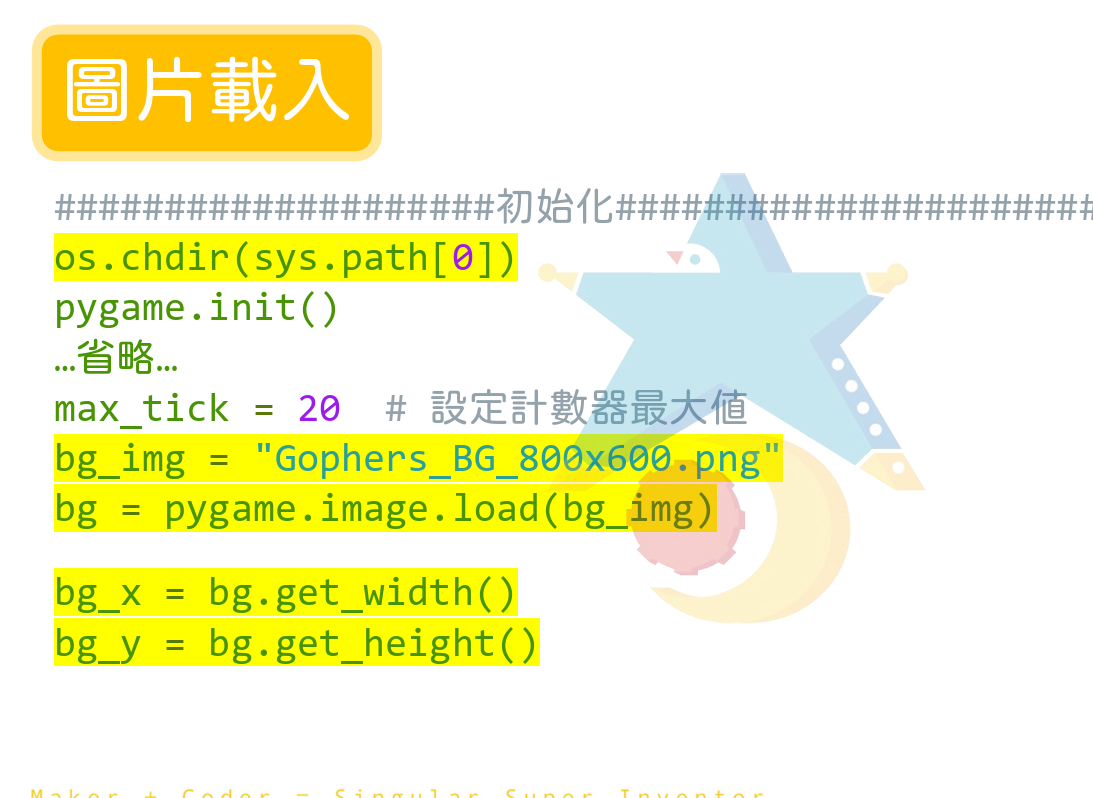 圖片載入
####################初始化######################
os.chdir(sys.path[0])
pygame.init()
…省略…
max_tick = 20  # 設定計數器最大值
bg_img = "Gophers_BG_800x600.png"
bg = pygame.image.load(bg_img)
bg_x = bg.get_width()
bg_y = bg.get_height()
Maker + Coder = Singular Super Inventor